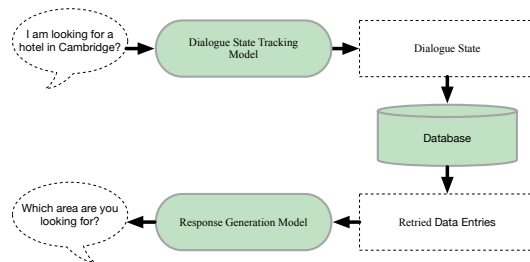 I am looking for a
hotel in Cambridge?
Dialogue State Tracking
Model
Dialogue State
Database
Which area are you
looking for?
Response Generation Model
Retried Data Entries